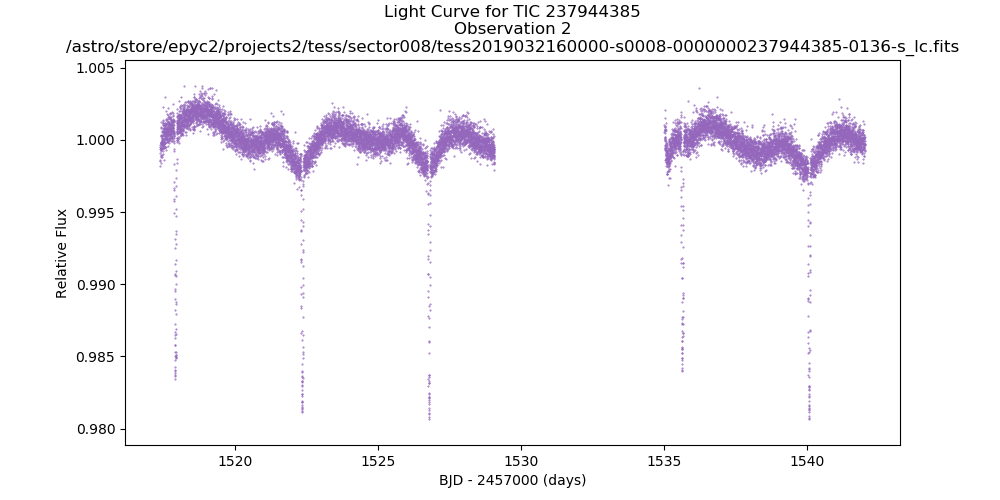 Light Curve for TIC 237944385
Observation 2
/astro/store/epyc2/projects2/tess/sector008/tess2019032160000-s0008-0000000237944385-0136-s_lc.fits
1.005
1.000
0.995
0.990
0.985
0.980
Relative Flux
1520
1525
1530
1535
1540
BJD - 2457000 (days)